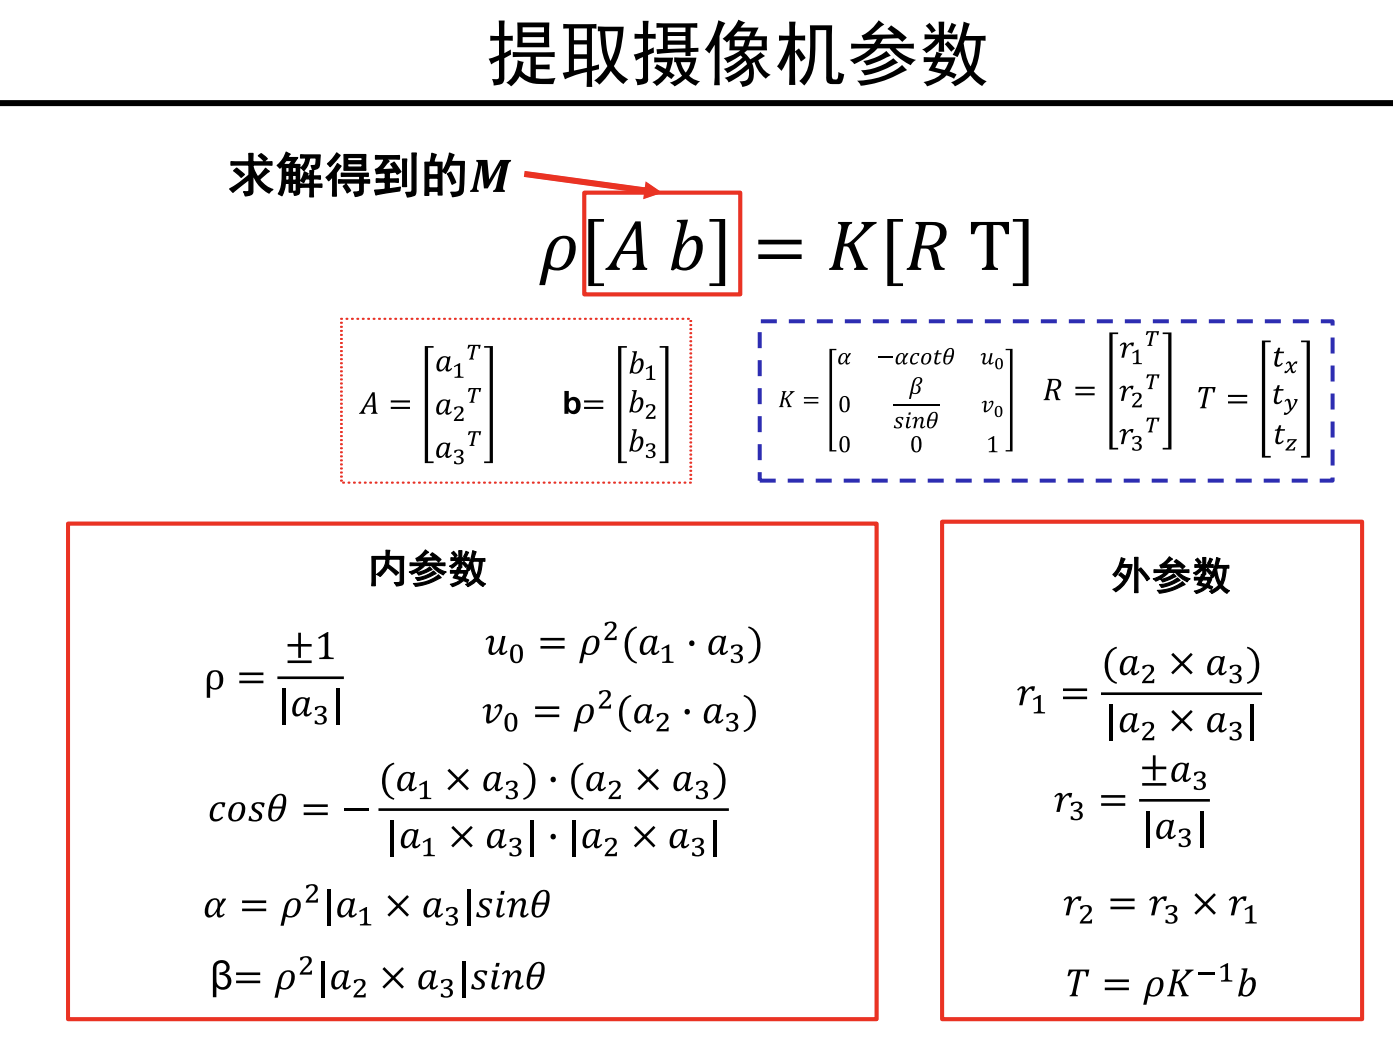 提取摄像机参数
求解得到的M
ρ[A b] = K[R T]
A = [a₁ᵀ a₂ᵀ a₃ᵀ] b= [b₁ b₂ b₃]
K = [α −αcotθ u₀ 0 β/sinθ v₀ 0 0 1] R = [r₁ᵀ r₂ᵀ r₃ᵀ] T = [t_x t_y t_z]
内参数
ρ = ±1/|a₃|
u₀ = ρ²(a₁ · a₃)
v₀ = ρ²(a₂ · a₃)
cosθ = − (a₁ × a₃) · (a₂ × a₃)/|a₁ × a₃| · |a₂ × a₃|
α = ρ²|a₁ × a₃|sinθ
β= ρ²|a₂ × a₃|sinθ
外参数
r₁ = (a₂ × a₃)/|a₂ × a₃|
r₃ = ±a₃/|a₃|
r₂ = r₃ × r₁
T = ρK⁻¹b